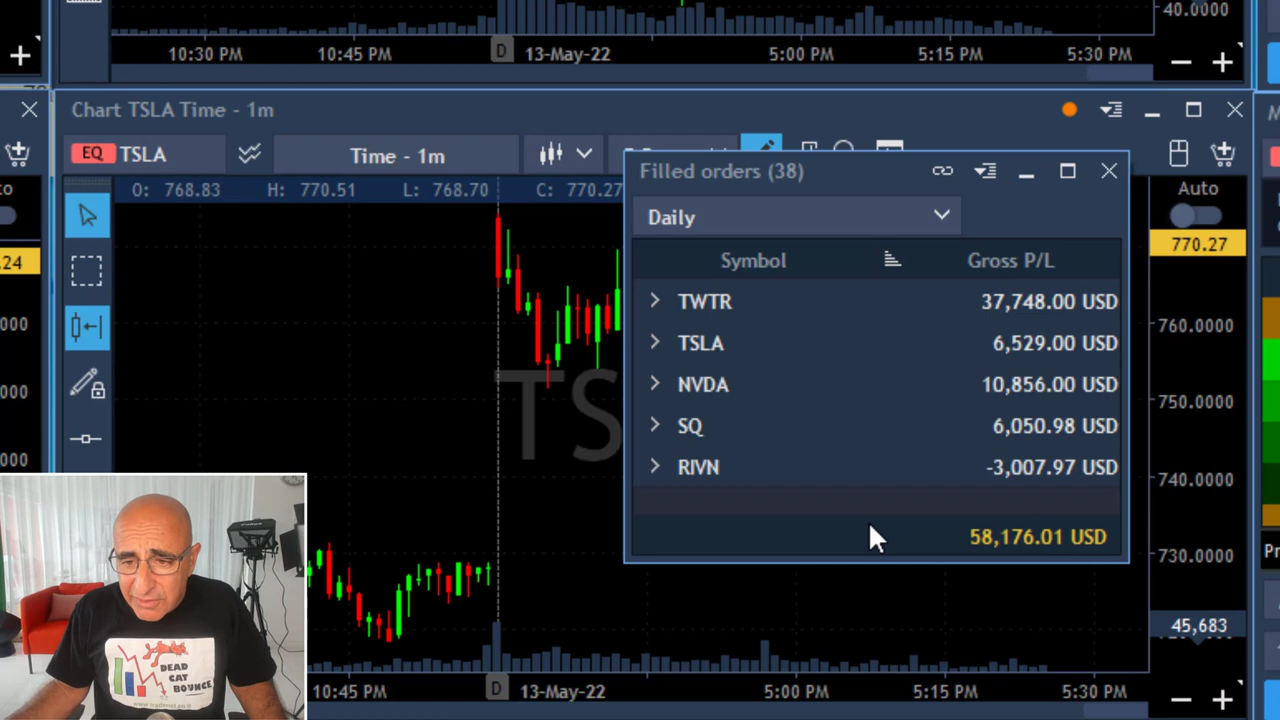 40.0000
10:30 PM 10:45 PM D 13-May-22 5:00 PM 5:15 PM 5:30 PM
Chart TSLA Time - 1m
EQ TSLA Time - 1m
O: 768.83 H: 770.51 L: 768.70 C: 770.27
Auto
.24
770.27
000
000
000
760.0000
750.0000
740.0000
730.0000
45,683
Filled orders (38)
Daily
Symbol Gross P/L
TWTR 37,748.00 USD
TSLA 6,529.00 USD
NVDA 10,856.00 USD
SQ 6,050.98 USD
RIVN -3,007.97 USD
58,176.01 USD
TS
DEAD
CAT
BOUNCE
10:45 PM D 13-May-22 5:00 PM 5:15 PM 5:30 PM